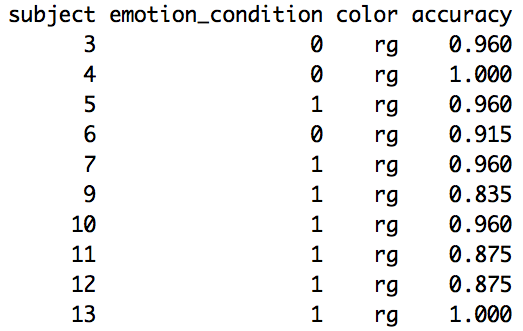 subject emotion_condition color accuracy
3 0 rg 0.960
4 0 rg 1.000
5 1 rg 0.960
6 0 rg 0.915
7 1 rg 0.960
9 1 rg 0.835
10 1 rg 0.960
11 1 rg 0.875
12 1 rg 0.875
13 1 rg 1.000